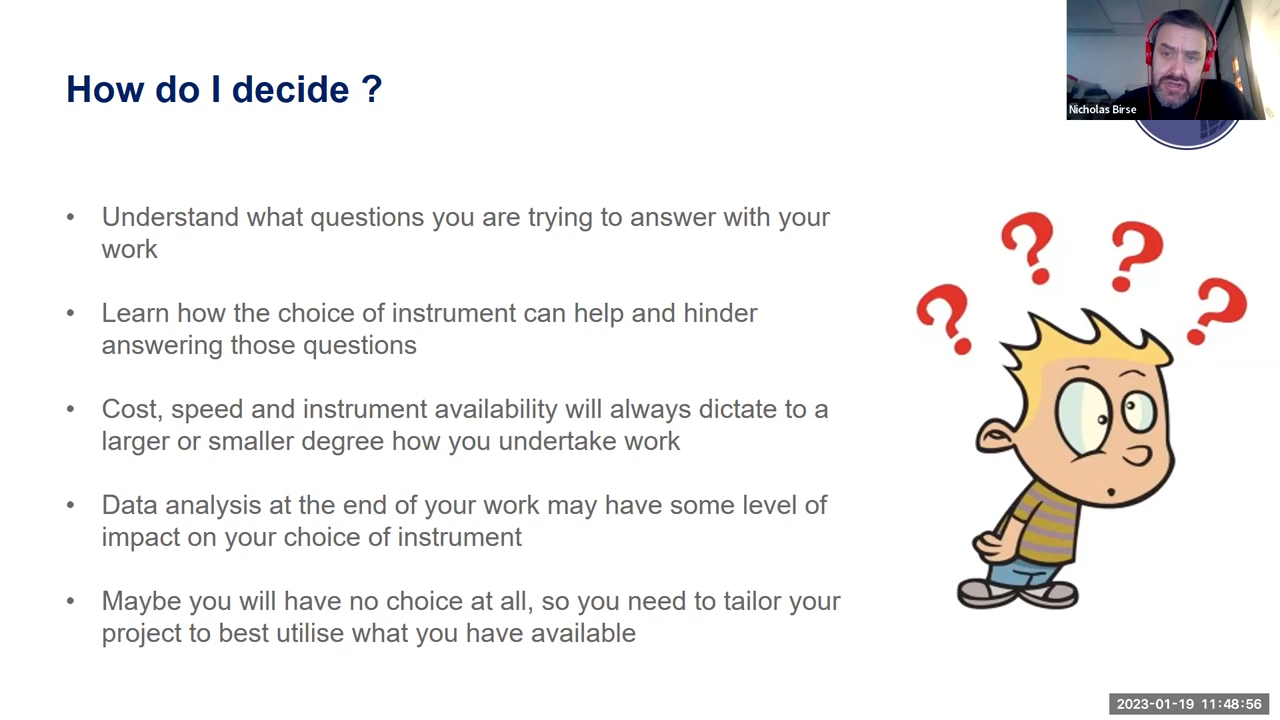 How do I decide ?
Nicholas Birse
• Understand what questions you are trying to answer with your
work
• Learn how the choice of instrument can help and hinder
answering those questions
• Cost, speed and instrument availability will always dictate to a
larger or smaller degree how you undertake work
• Data analysis at the end of your work may have some level of
impact on your choice of instrument
• Maybe you will have no choice at all, so you need to tailor your
project to best utilise what you have available
? ? ? ?
2023-01-19 11:48:56